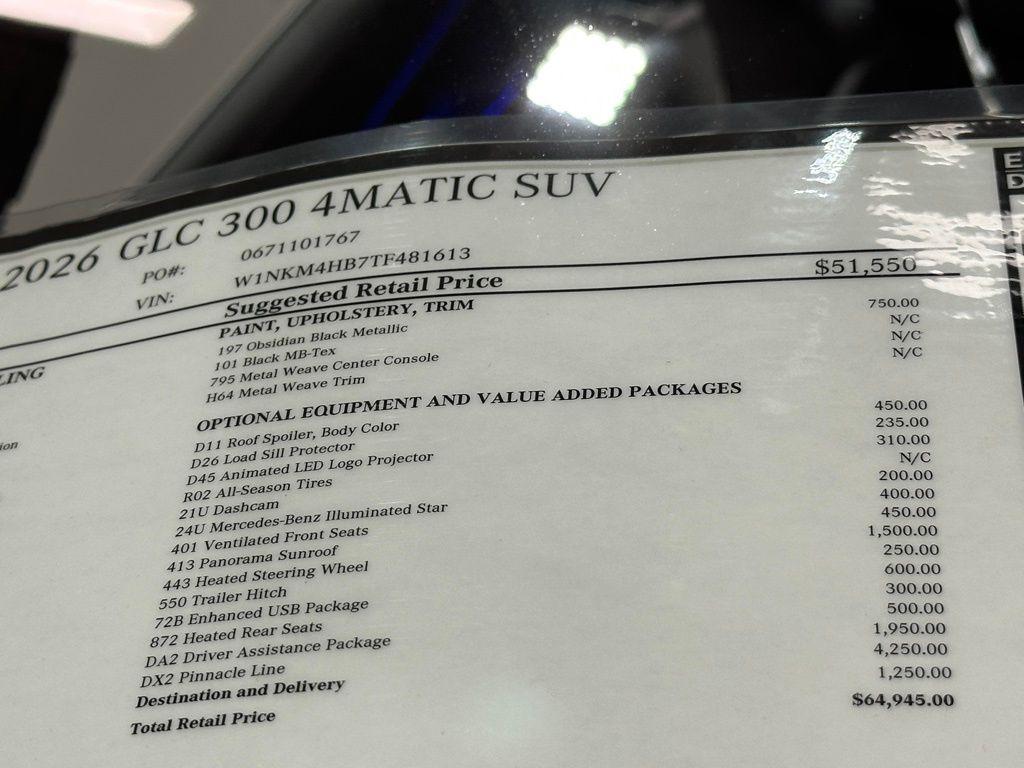 2026 GLC 300 4MATIC SUV
PO#: 0671101767
VIN: W1NKM4HB7TF481613
Suggested Retail Price $51,550
PAINT, UPHOLSTERY, TRIM
197 Obsidian Black Metallic 750.00
101 Black MB-Tex N/C
795 Metal Weave Center Console N/C
H64 Metal Weave Trim N/C
LING
OPTIONAL EQUIPMENT AND VALUE ADDED PACKAGES
D11 Roof Spoiler, Body Color 450.00
D26 Load Sill Protector 235.00
D45 Animated LED Logo Projector 310.00
R02 All-Season Tires N/C
21U Dashcam 200.00
24U Mercedes-Benz Illuminated Star 400.00
401 Ventilated Front Seats 450.00
413 Panorama Sunroof 1,500.00
443 Heated Steering Wheel 250.00
550 Trailer Hitch 600.00
72B Enhanced USB Package 300.00
872 Heated Rear Seats 500.00
DA2 Driver Assistance Package 1,950.00
DX2 Pinnacle Line 4,250.00
Destination and Delivery 1,250.00
Total Retail Price $64,945.00
ion
E
D